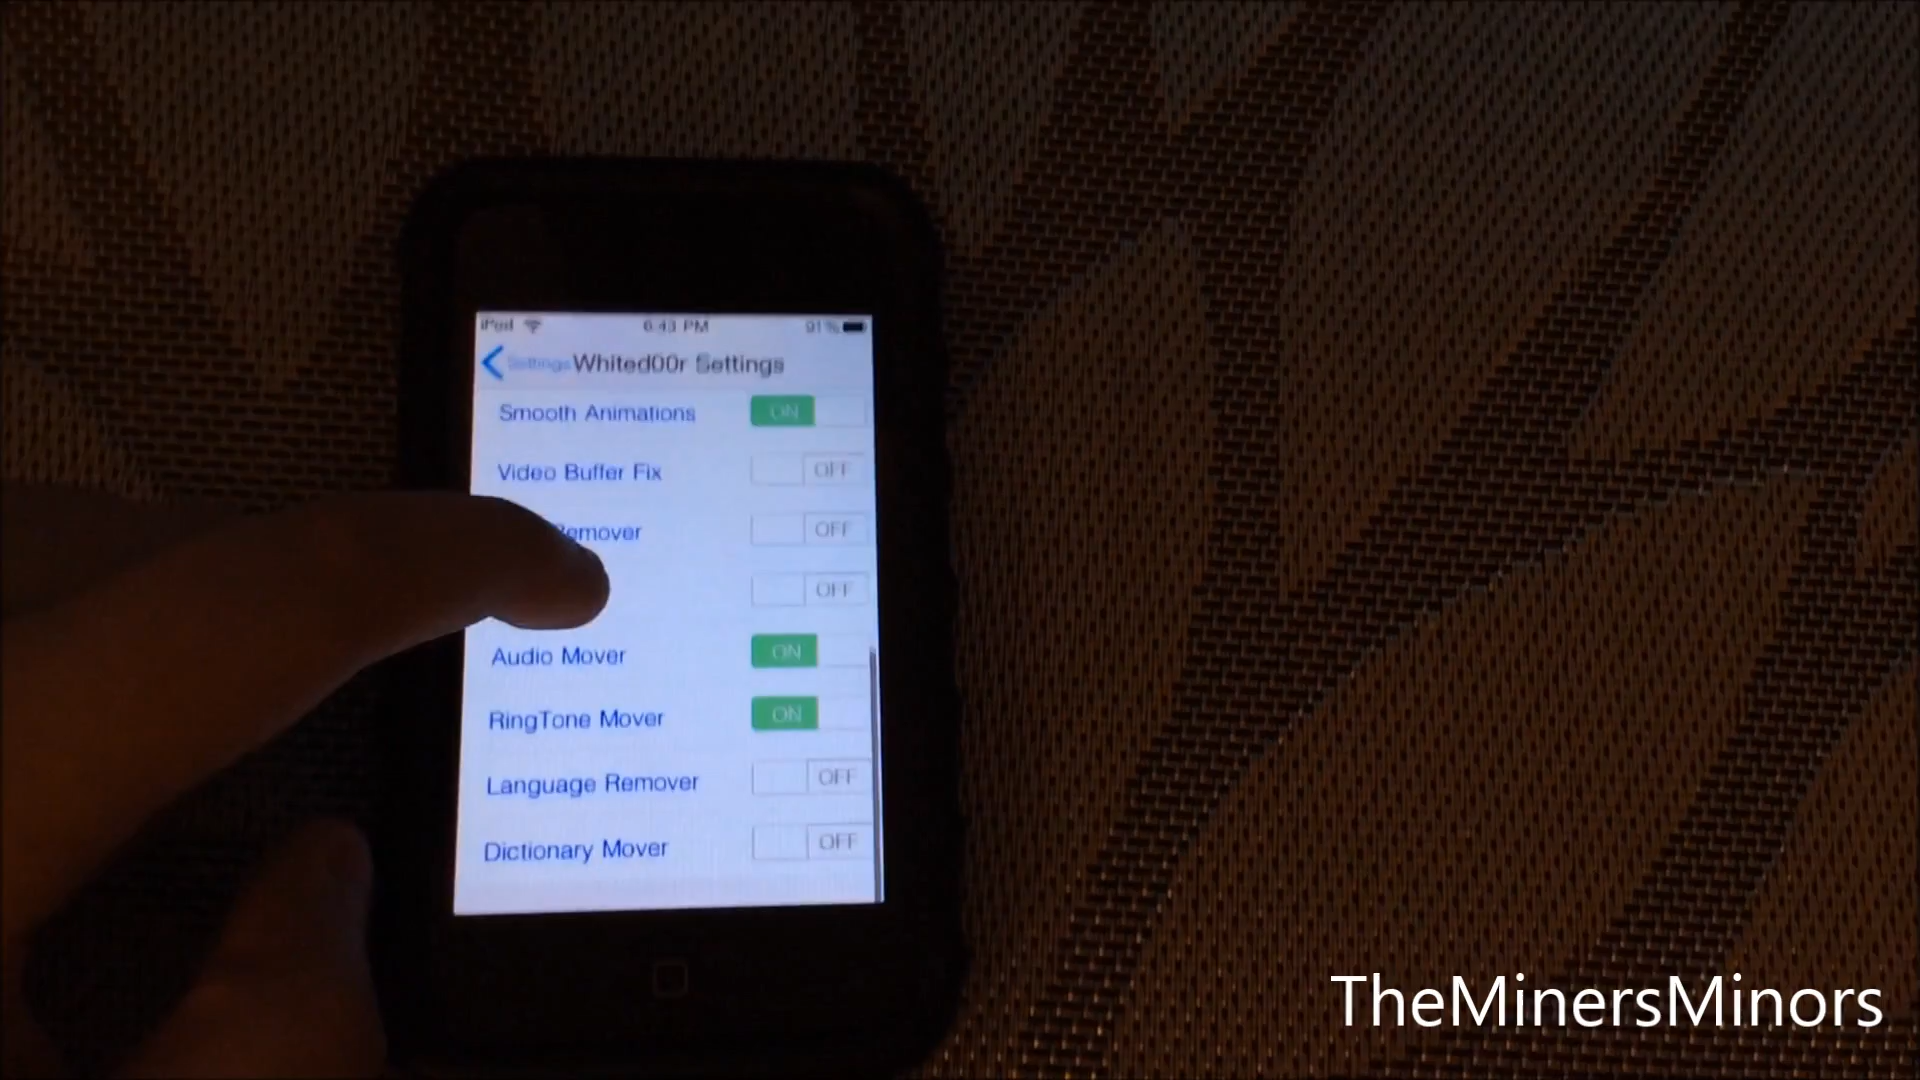 iPod 6:43 PM 91%
Settings Whited00r Settings
Smooth Animations ON
Video Buffer Fix OFF
Remover OFF
OFF
Audio Mover ON
RingTone Mover ON
Language Remover OFF
Dictionary Mover OFF
TheMinersMinors